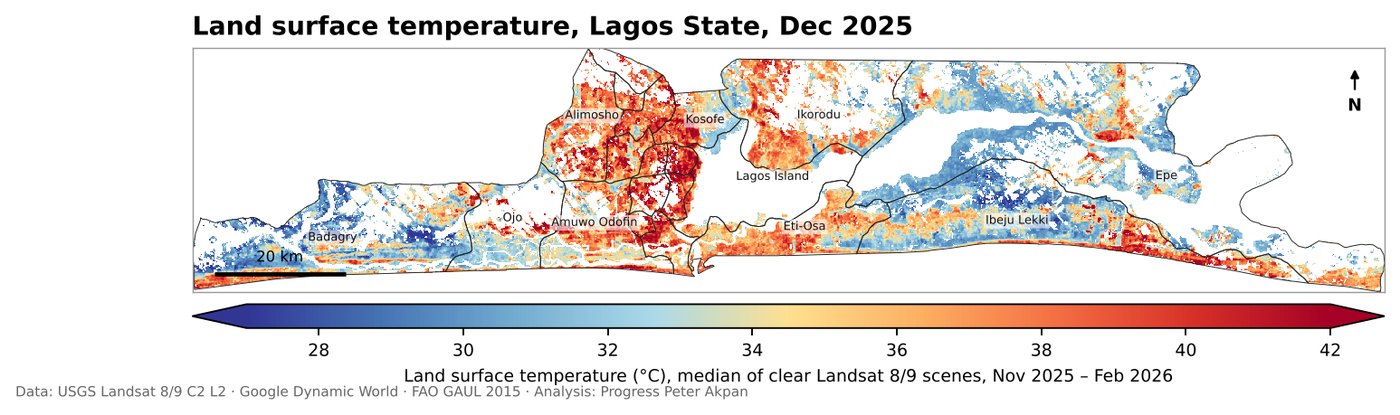 Land surface temperature, Lagos State, Dec 2025
N
Alimosho
Kosofe
Ikorodu
Lagos Island
Epe
Ojo
Amuwo Odofin
Eti-Osa
Ibeju Lekki
Badagry
20 km
28 30 32 34 36 38 40 42
Land surface temperature (°C), median of clear Landsat 8/9 scenes, Nov 2025 – Feb 2026
Data: USGS Landsat 8/9 C2 L2 · Google Dynamic World · FAO GAUL 2015 · Analysis: Progress Peter Akpan